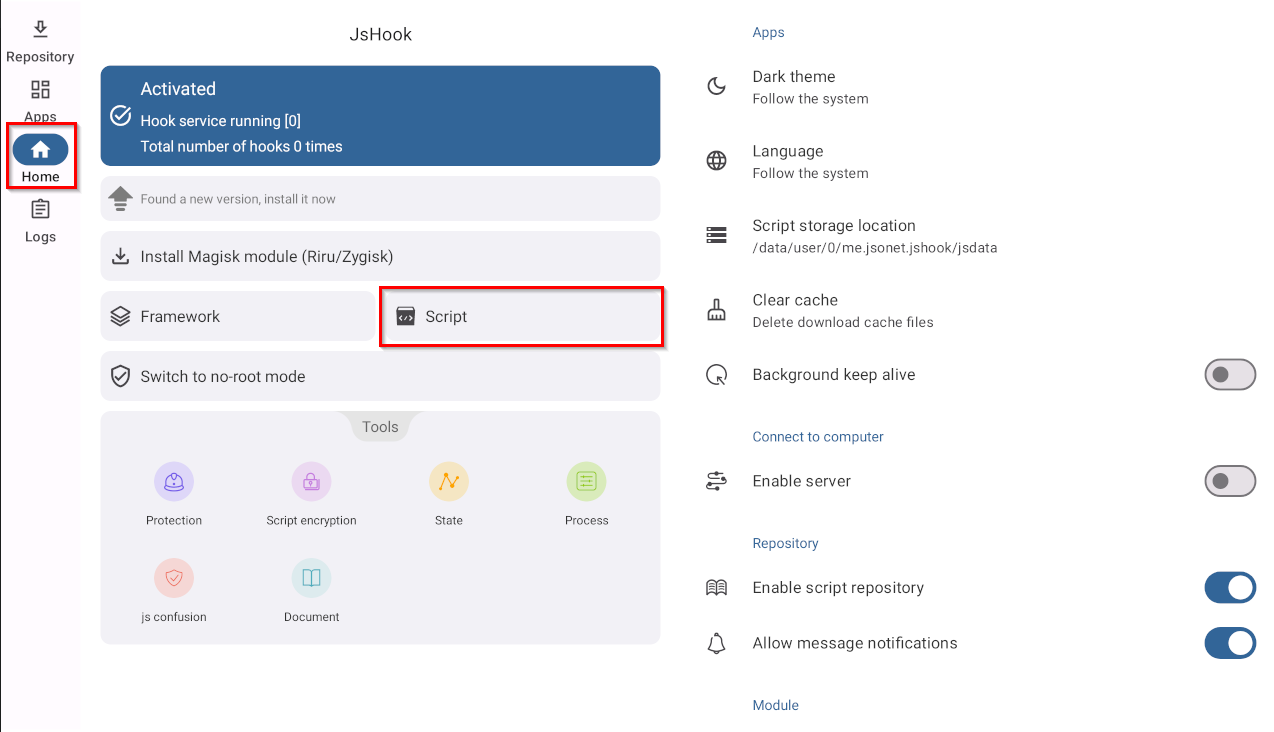 Repository
Apps
Home
Logs
JsHook
Activated
Hook service running [0]
Total number of hooks 0 times
Found a new version, install it now
Install Magisk module (Riru/Zygisk)
Framework
Script
Switch to no-root mode
Tools
Protection
Script encryption
State
Process
js confusion
Document
Apps
Dark theme
Follow the system
Language
Follow the system
Script storage location
/data/user/0/me.jsonet.jshook/jsdata
Clear cache
Delete download cache files
Background keep alive
Connect to computer
Enable server
Repository
Enable script repository
Allow message notifications
Module